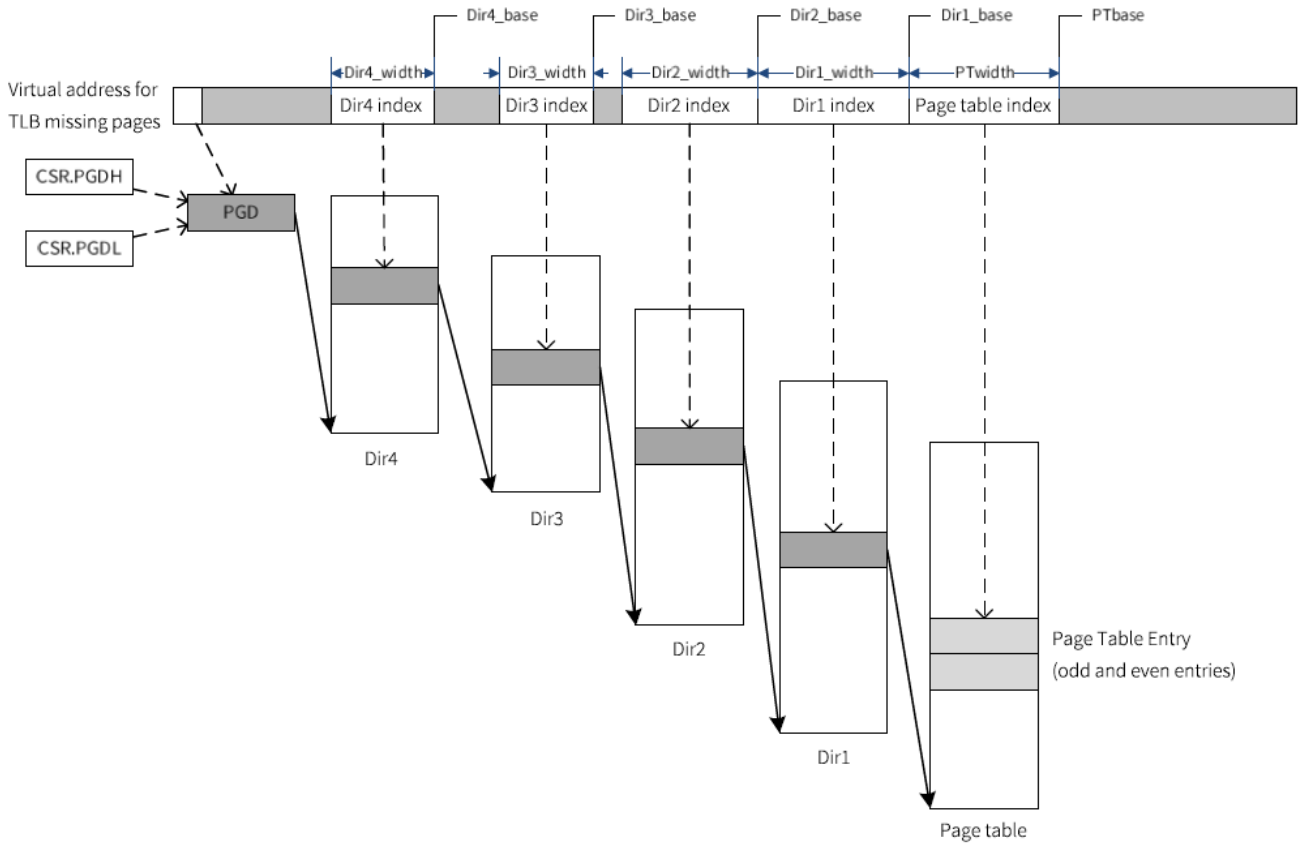 Dir4_base
Dir3_base
Dir2_base
Dir1_base
PTbase
Dir4_width
Dir3_width
Dir2_width
Dir1_width
PTwidth
Virtual address for
TLB missing pages
Dir4 index
Dir3 index
Dir2 index
Dir1 index
Page table index
CSR.PGDH
PGD
CSR.PGDL
Dir4
Dir3
Dir2
Page Table Entry
(odd and even entries)
Dir1
Page table